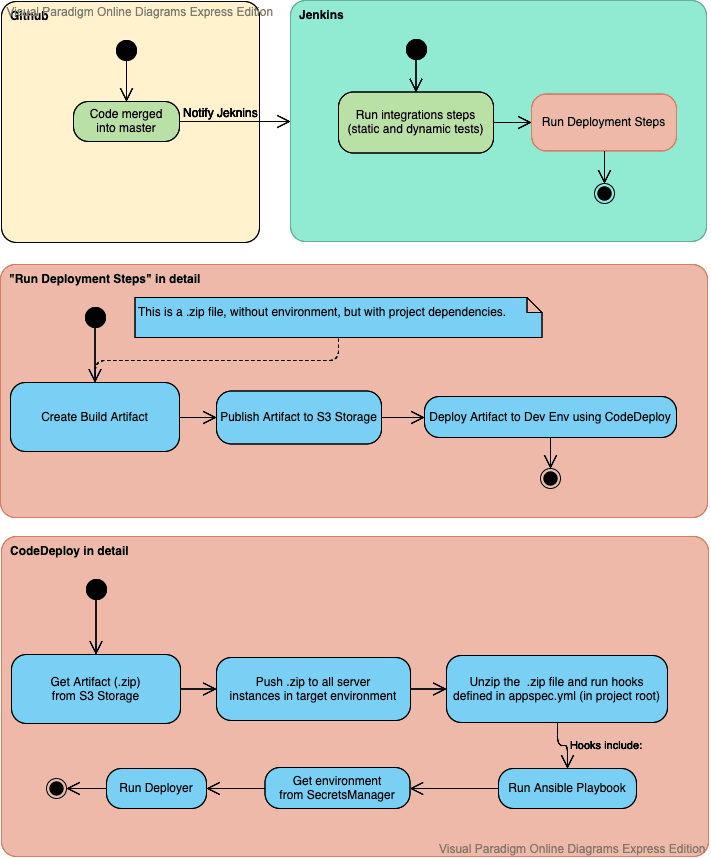 Visual Paradigm Online Diagrams Express Edition
Github
Jenkins
Code merged
into master
Notify Jeknins
Run integrations steps
(static and dynamic tests)
Run Deployment Steps
"Run Deployment Steps" in detail
This is a .zip file, without environment, but with project dependencies.
Create Build Artifact
Publish Artifact to S3 Storage
Deploy Artifact to Dev Env using CodeDeploy
CodeDeploy in detail
Get Artifact (.zip)
from S3 Storage
Push .zip to all server
instances in target environment
Unzip the .zip file and run hooks
defined in appspec.yml (in project root)
Hooks include:
Run Deployer
Get environment
from SecretsManager
Run Ansible Playbook
Visual Paradigm Online Diagrams Express Edition